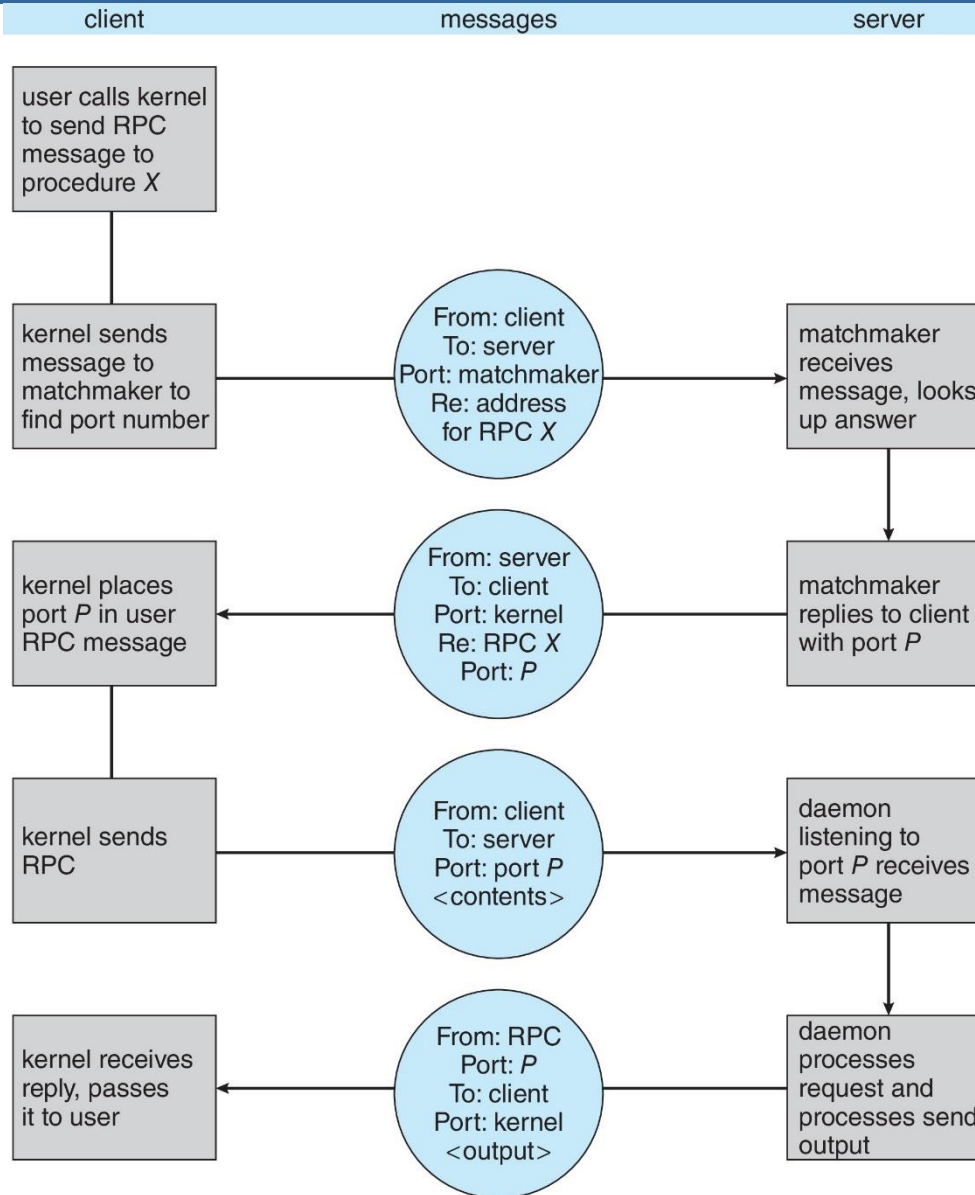 client
messages
server
user calls kernel
to send RPC
message to
procedure X
kernel sends
message to
matchmaker to
find port number
From: client
To: server
Port: matchmaker
Re: address
for RPC X
matchmaker
receives
message, looks
up answer
kernel places
port P in user
RPC message
From: server
To: client
Port: kernel
Re: RPC X
Port: P
matchmaker
replies to client
with port P
kernel sends
RPC
From: client
To: server
Port: port P
<contents>
daemon
listening to
port P receives
message
kernel receives
reply, passes
it to user
From: RPC
Port: P
To: client
Port: kernel
<output>
daemon
processes
request and
processes send
output